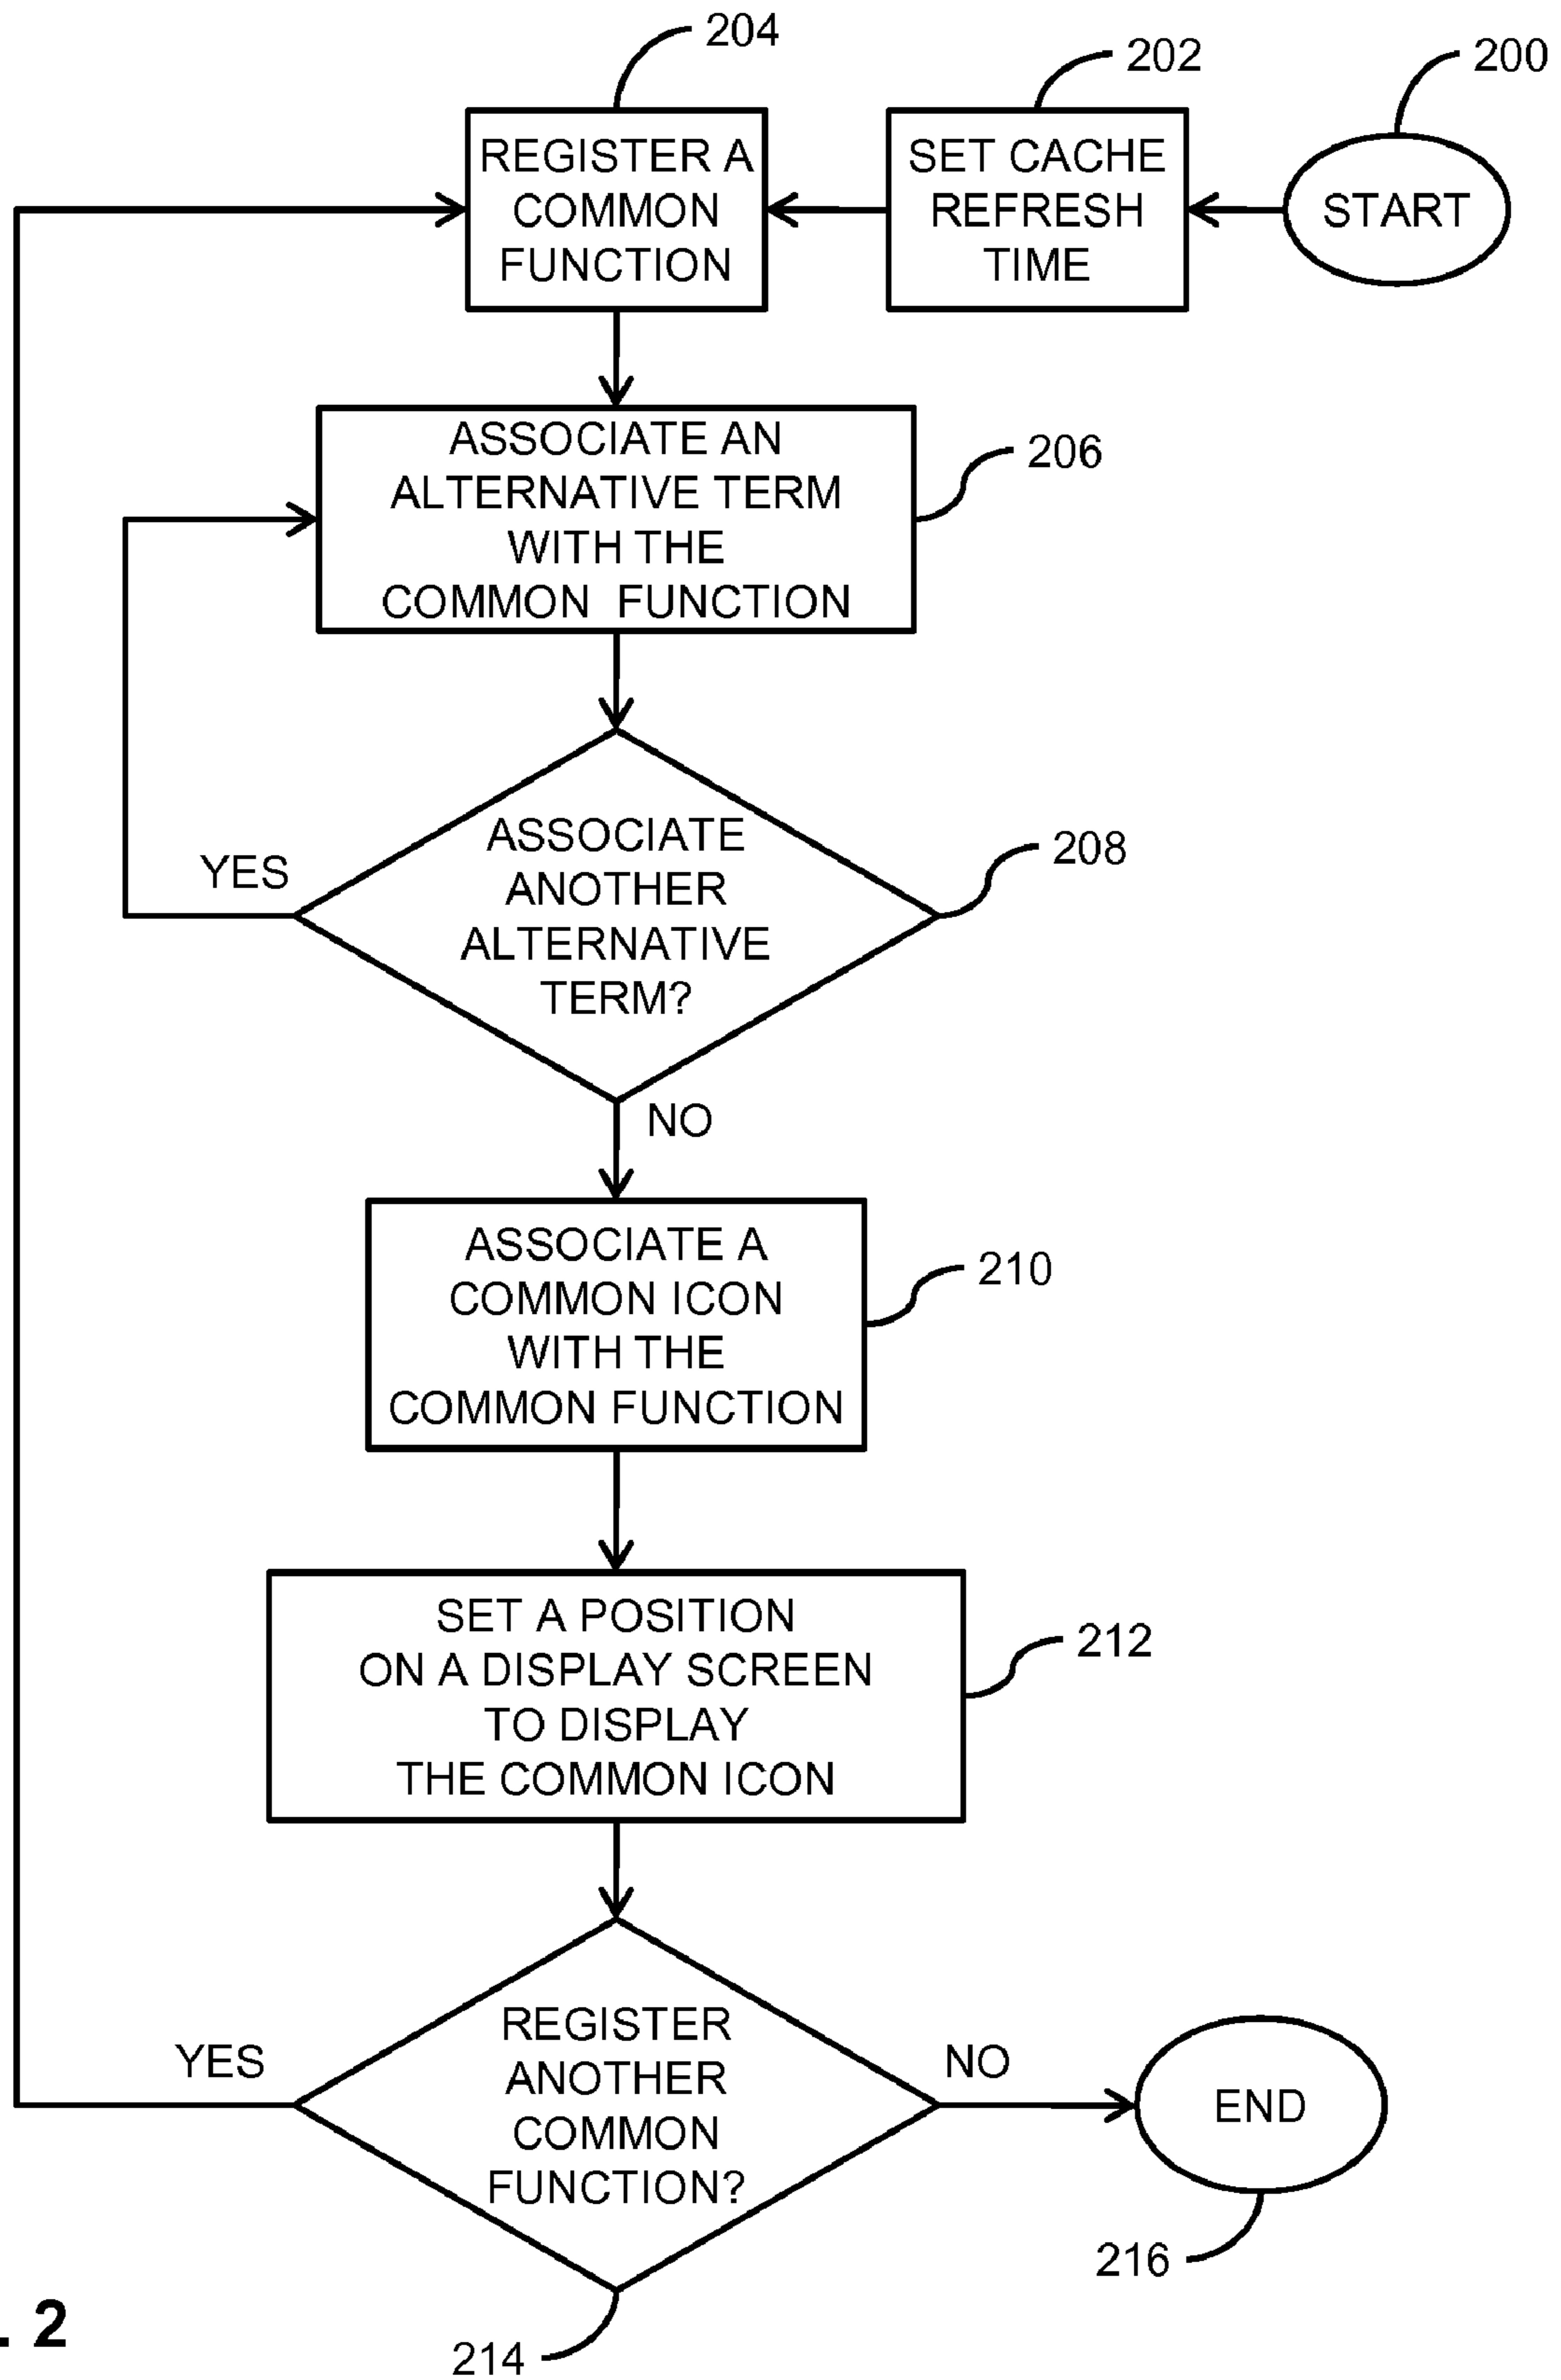 204
202
200
REGISTER A
COMMON
FUNCTION
SET CACHE
REFRESH
TIME
START
ASSOCIATE AN
ALTERNATIVE TERM
WITH THE
COMMON FUNCTION
206
ASSOCIATE
ANOTHER
ALTERNATIVE
TERM?
208
YES
NO
ASSOCIATE A
COMMON ICON
WITH THE
COMMON FUNCTION
210
SET A POSITION
ON A DISPLAY SCREEN
TO DISPLAY
THE COMMON ICON
212
REGISTER
ANOTHER
COMMON
FUNCTION?
YES
NO
END
216
214
. 2